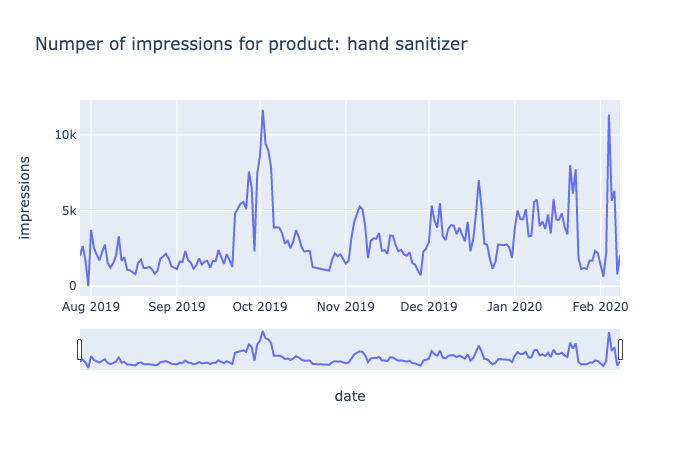 Numper of impressions for product: hand sanitizer
impressions
10k
5k
0
Aug 2019 Sep 2019 Oct 2019 Nov 2019 Dec 2019 Jan 2020 Feb 2020
date